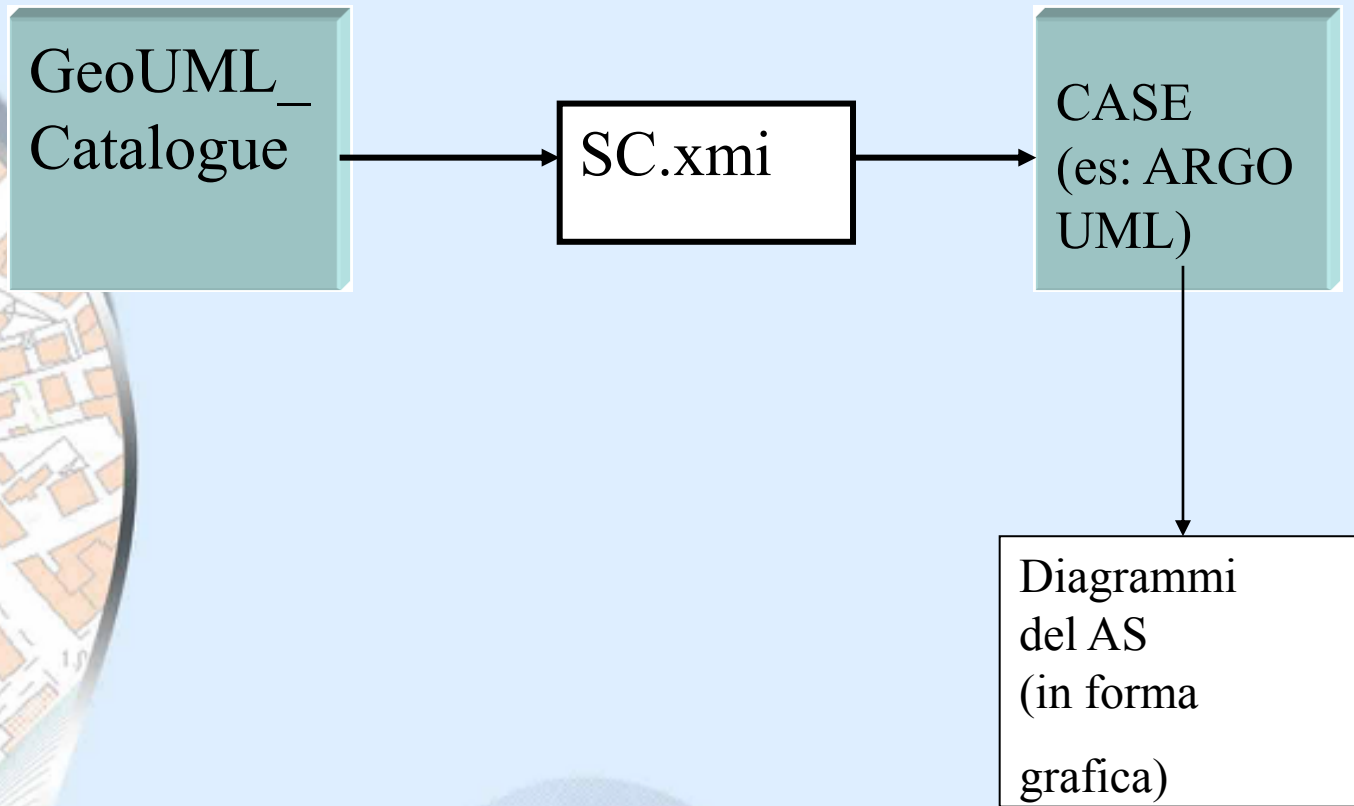 GeoUML_
Catalogue
SC.xmi
CASE
(es: ARGO
UML)
Diagrammi
del AS
(in forma
grafica)